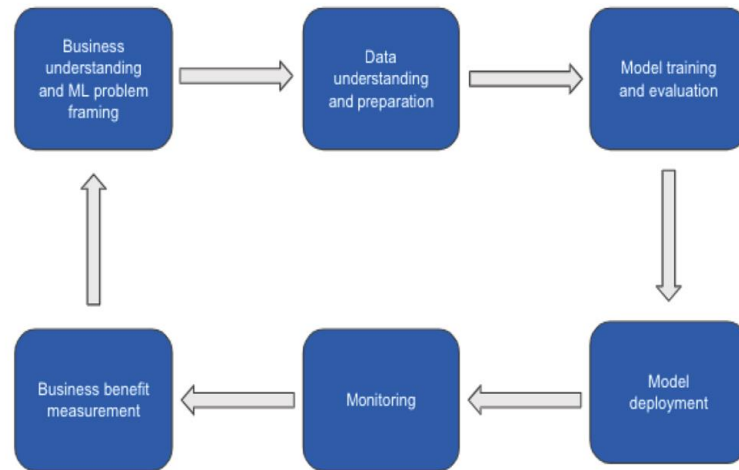 Business
understanding
and ML problem
framing
Data
understanding
and preparation
Model training
and evaluation
Business benefit
measurement
Monitoring
Model
deployment